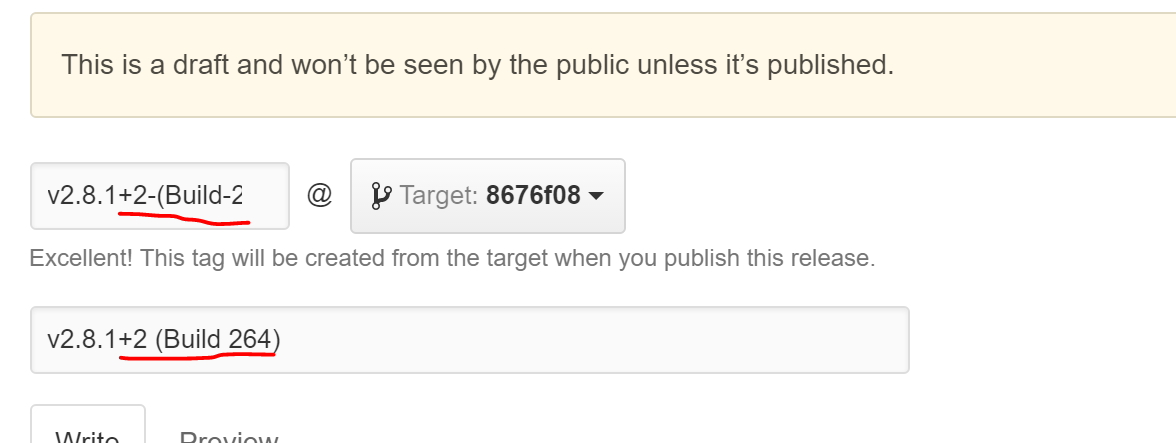 This is a draft and won’t be seen by the public unless it’s published.
v2.8.1+2-(Build-2 @ Target: 8676f08
Excellent! This tag will be created from the target when you publish this release.
v2.8.1+2 (Build 264)
Write Preview